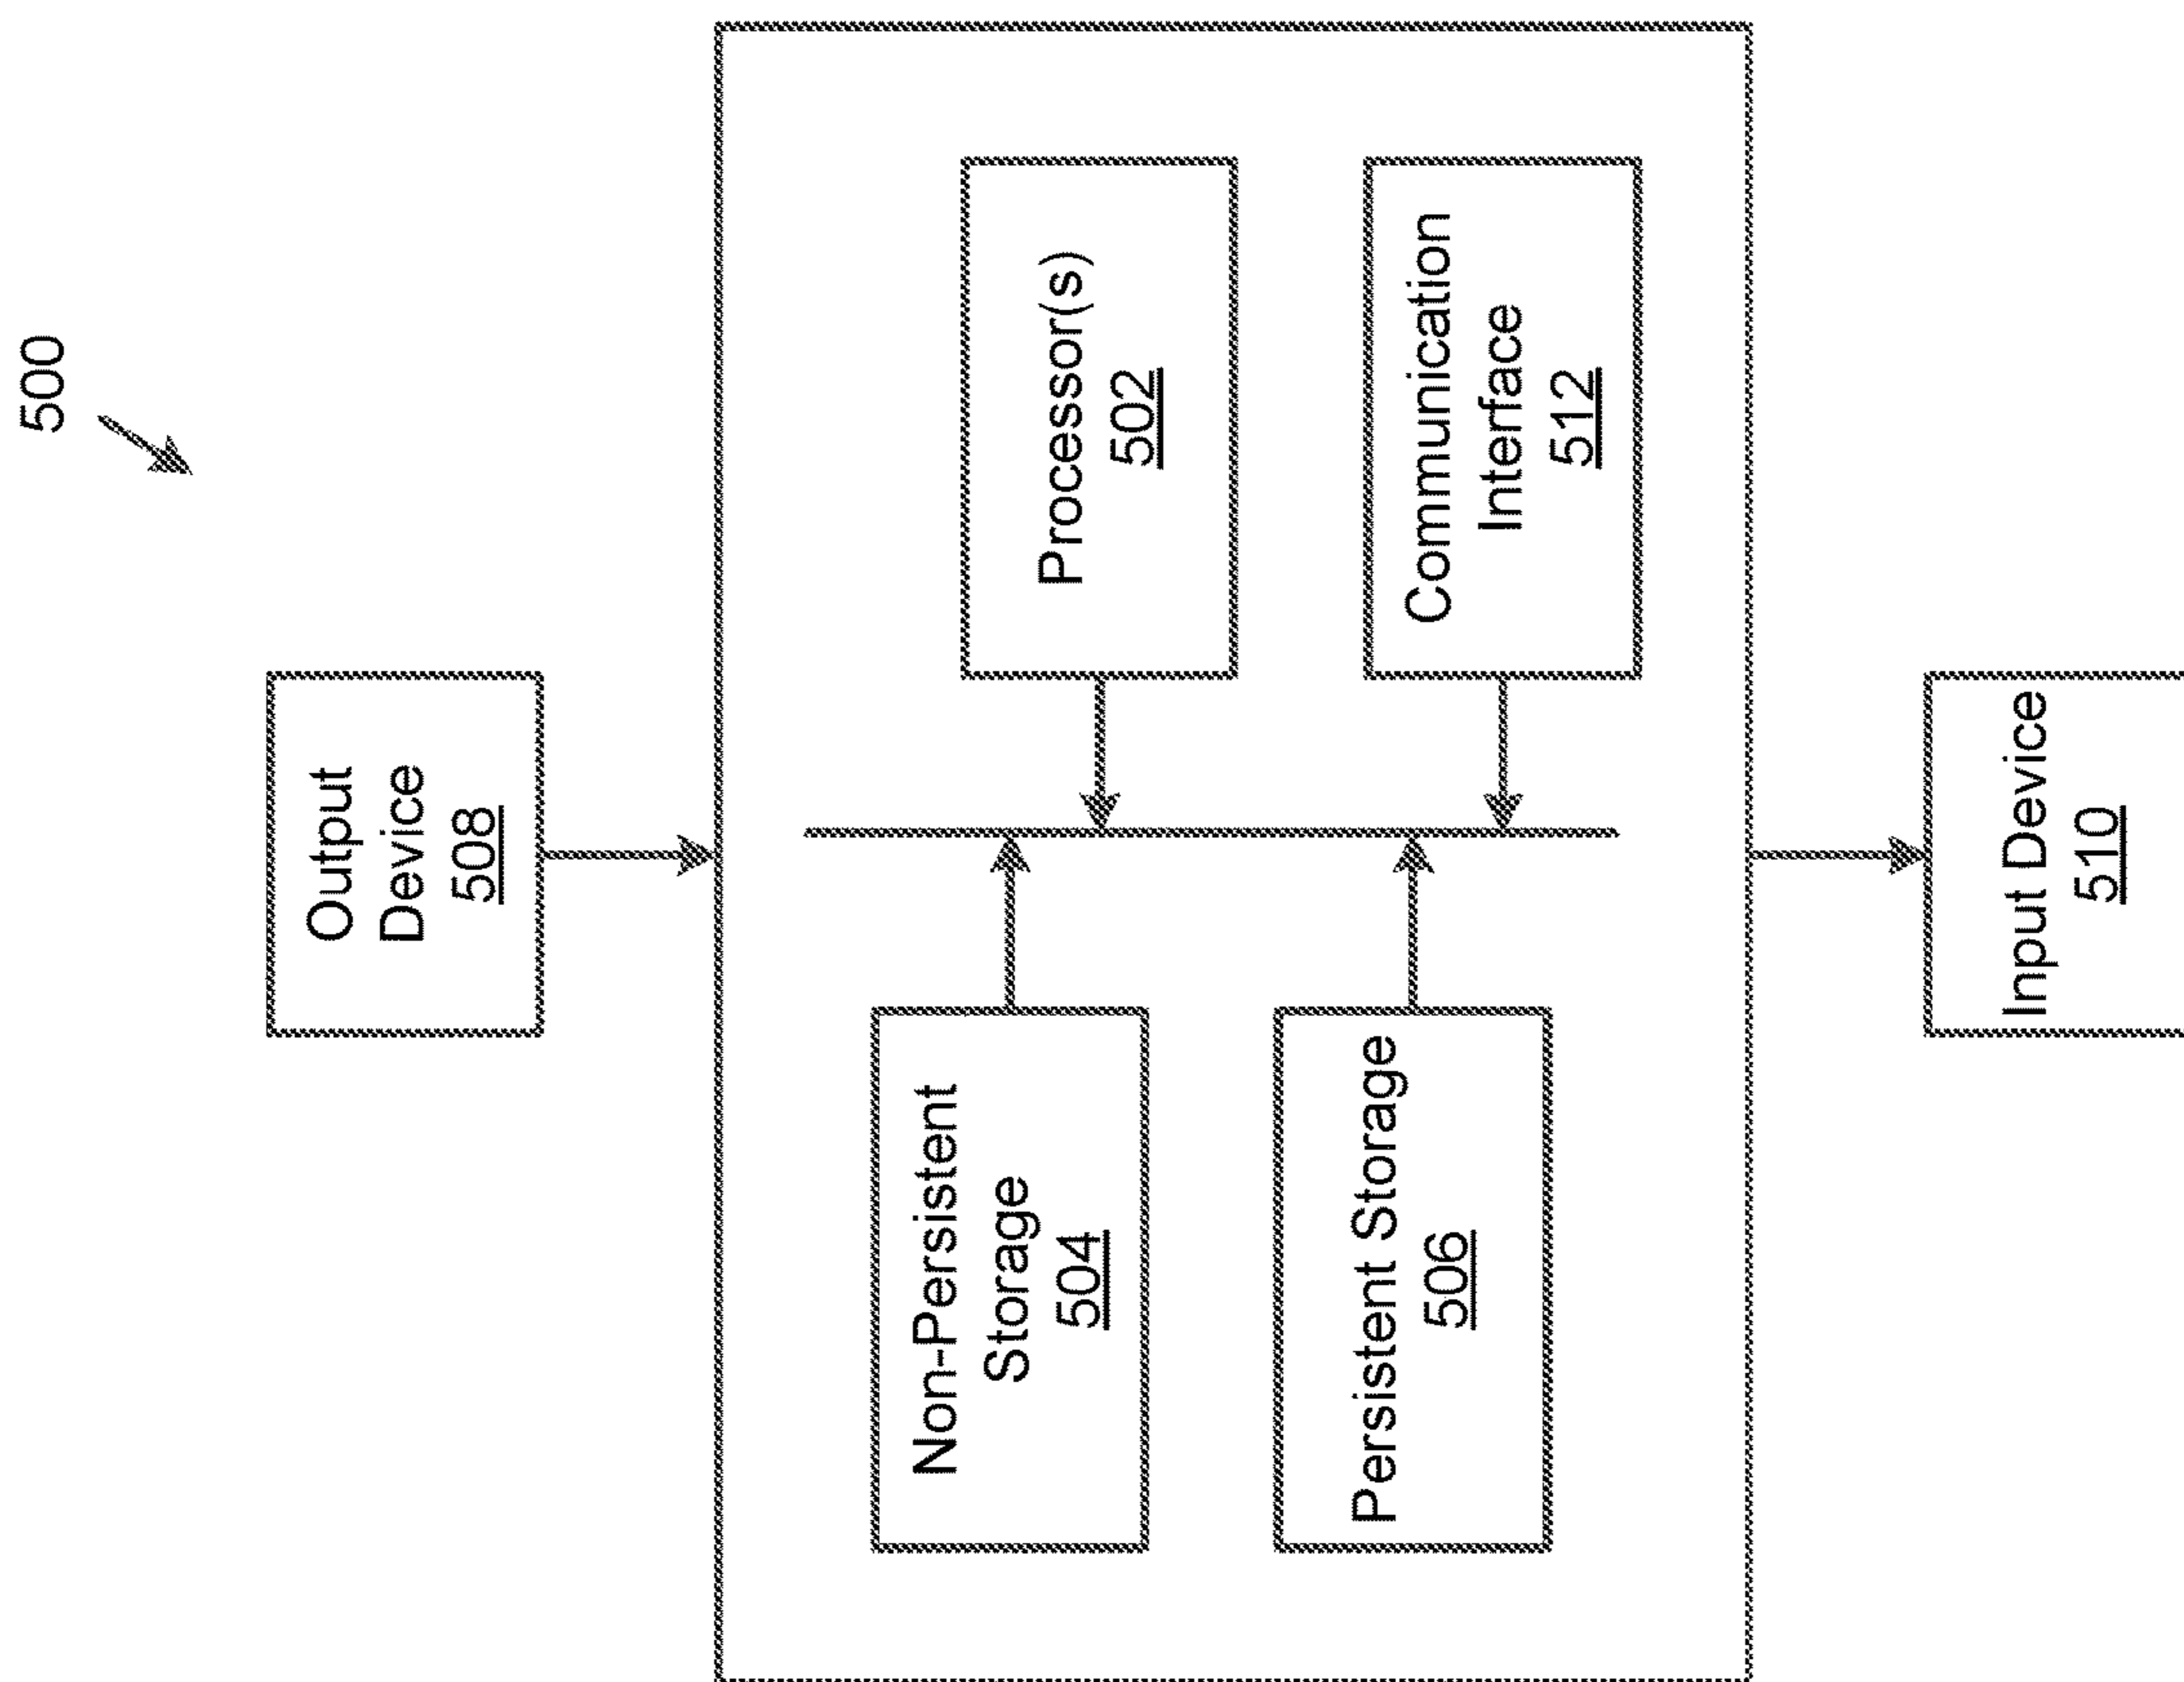 500
Output
Device
508
Non-Persistent
Storage
504
Processor(s)
502
Persistent Storage
506
Communication
Interface
512
Input Device
510